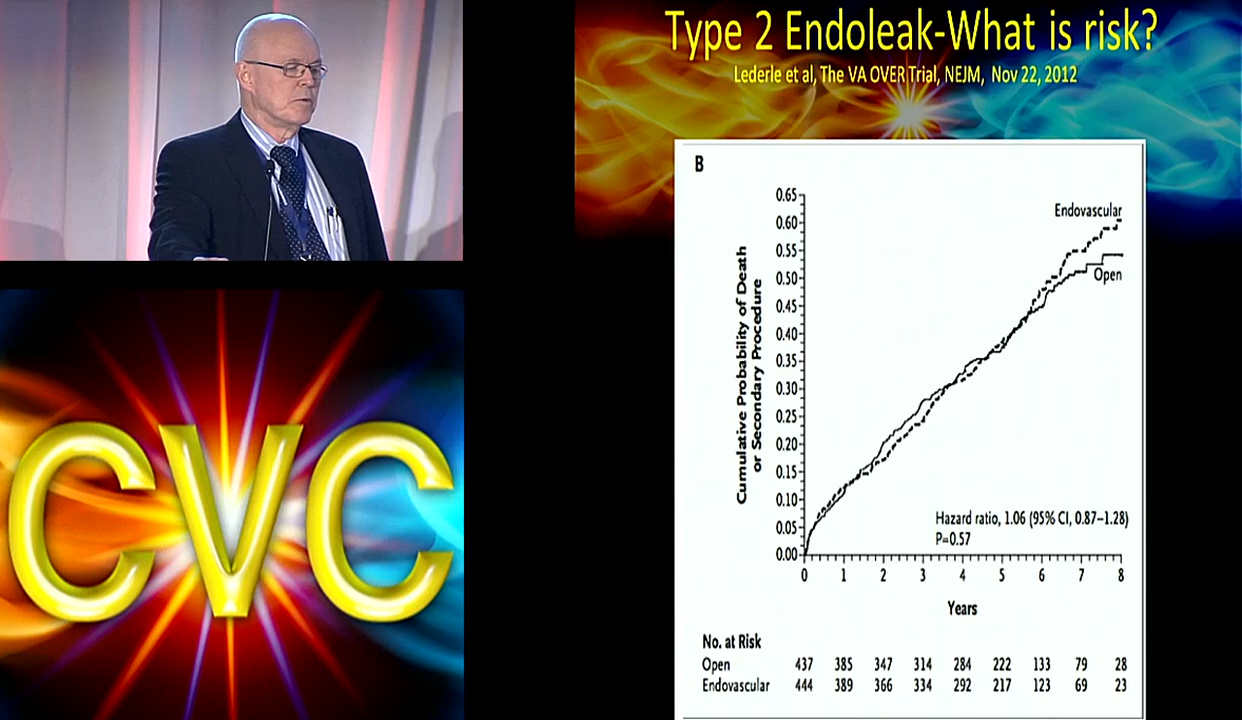 Type 2 Endoleak-What is risk?
Lederle et al, The VA OVER Trial, NEJM, Nov 22, 2012
B
Cumulative Probability of Death
or Secondary Procedure
0.65
0.60
0.55
0.50
0.45
0.40
0.35
0.30
0.25
0.20
0.15
0.10
0.05
0.00
Endovascular
Open
Hazard ratio, 1.06 (95% CI, 0.87–1.28)
P=0.57
0 1 2 3 4 5 6 7 8
Years
No. at Risk
Open 437 385 347 314 284 222 133 79 28
Endovascular 444 389 366 334 292 217 123 69 23
CVC